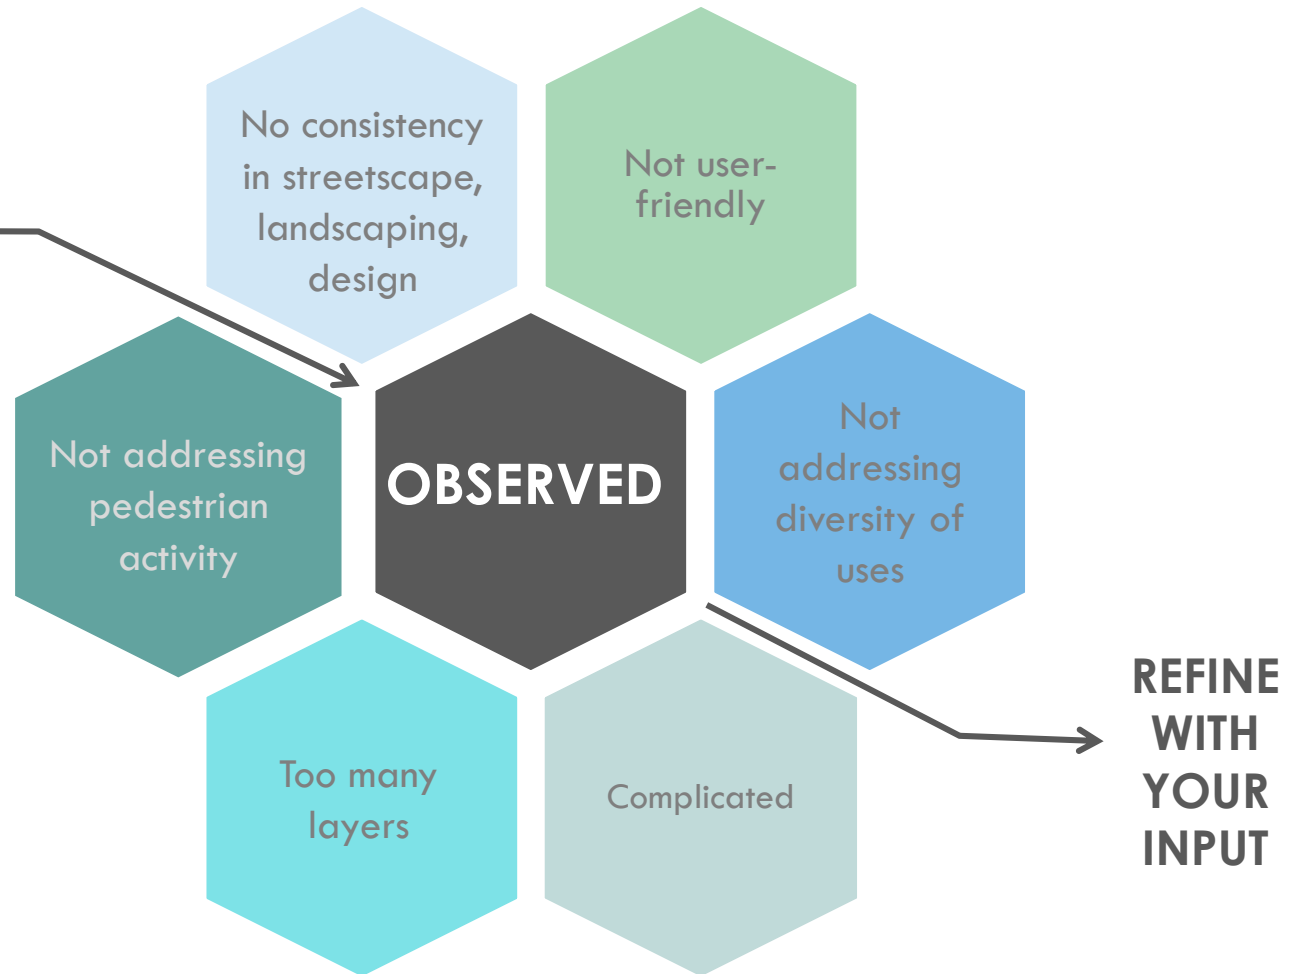 No consistency
in streetscape,
landscaping,
design
Not user-
friendly
Not addressing
pedestrian
activity
OBSERVED
Not
addressing
diversity of
uses
Too many
layers
Complicated
REFINE
WITH
YOUR
INPUT